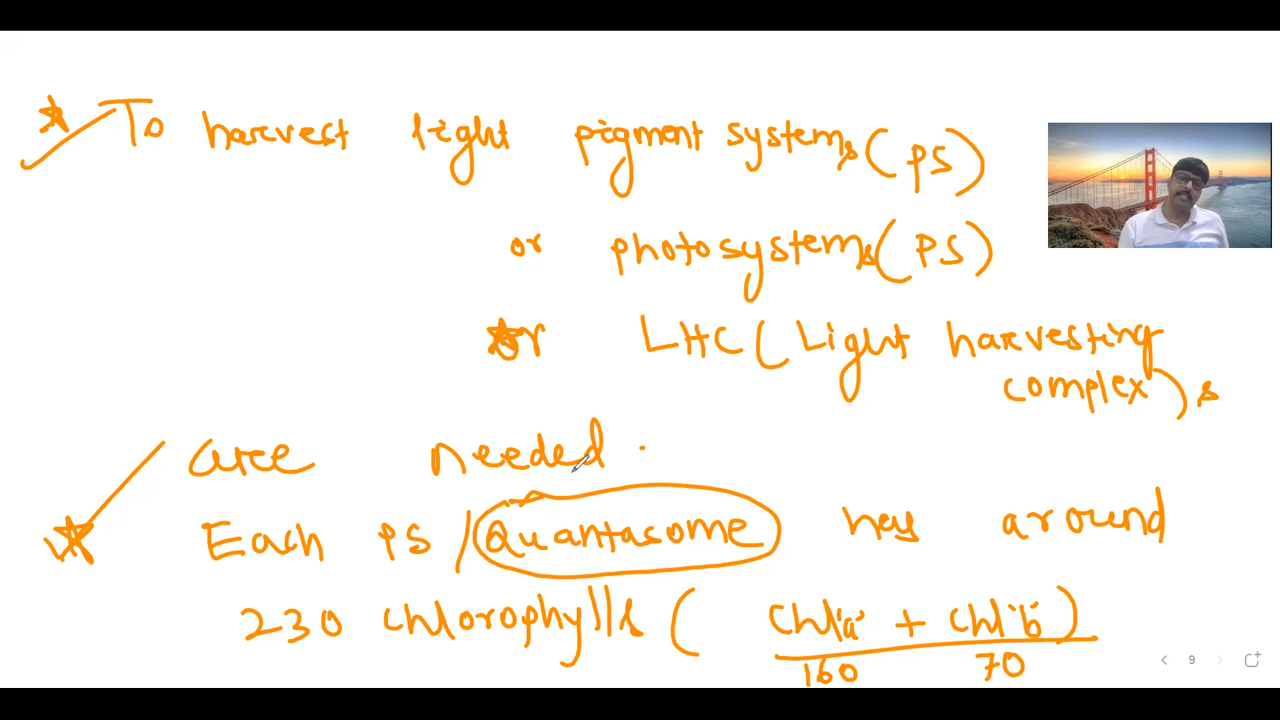 To harvest light pigment systems (PS)
or photosystems (PS)
or LHC (Light harvesting
complex)s
are needed.
Each PS / Quantasome has around
230 chlorophylls ( Chl 'a' + Chl 'b' )
160 70
9